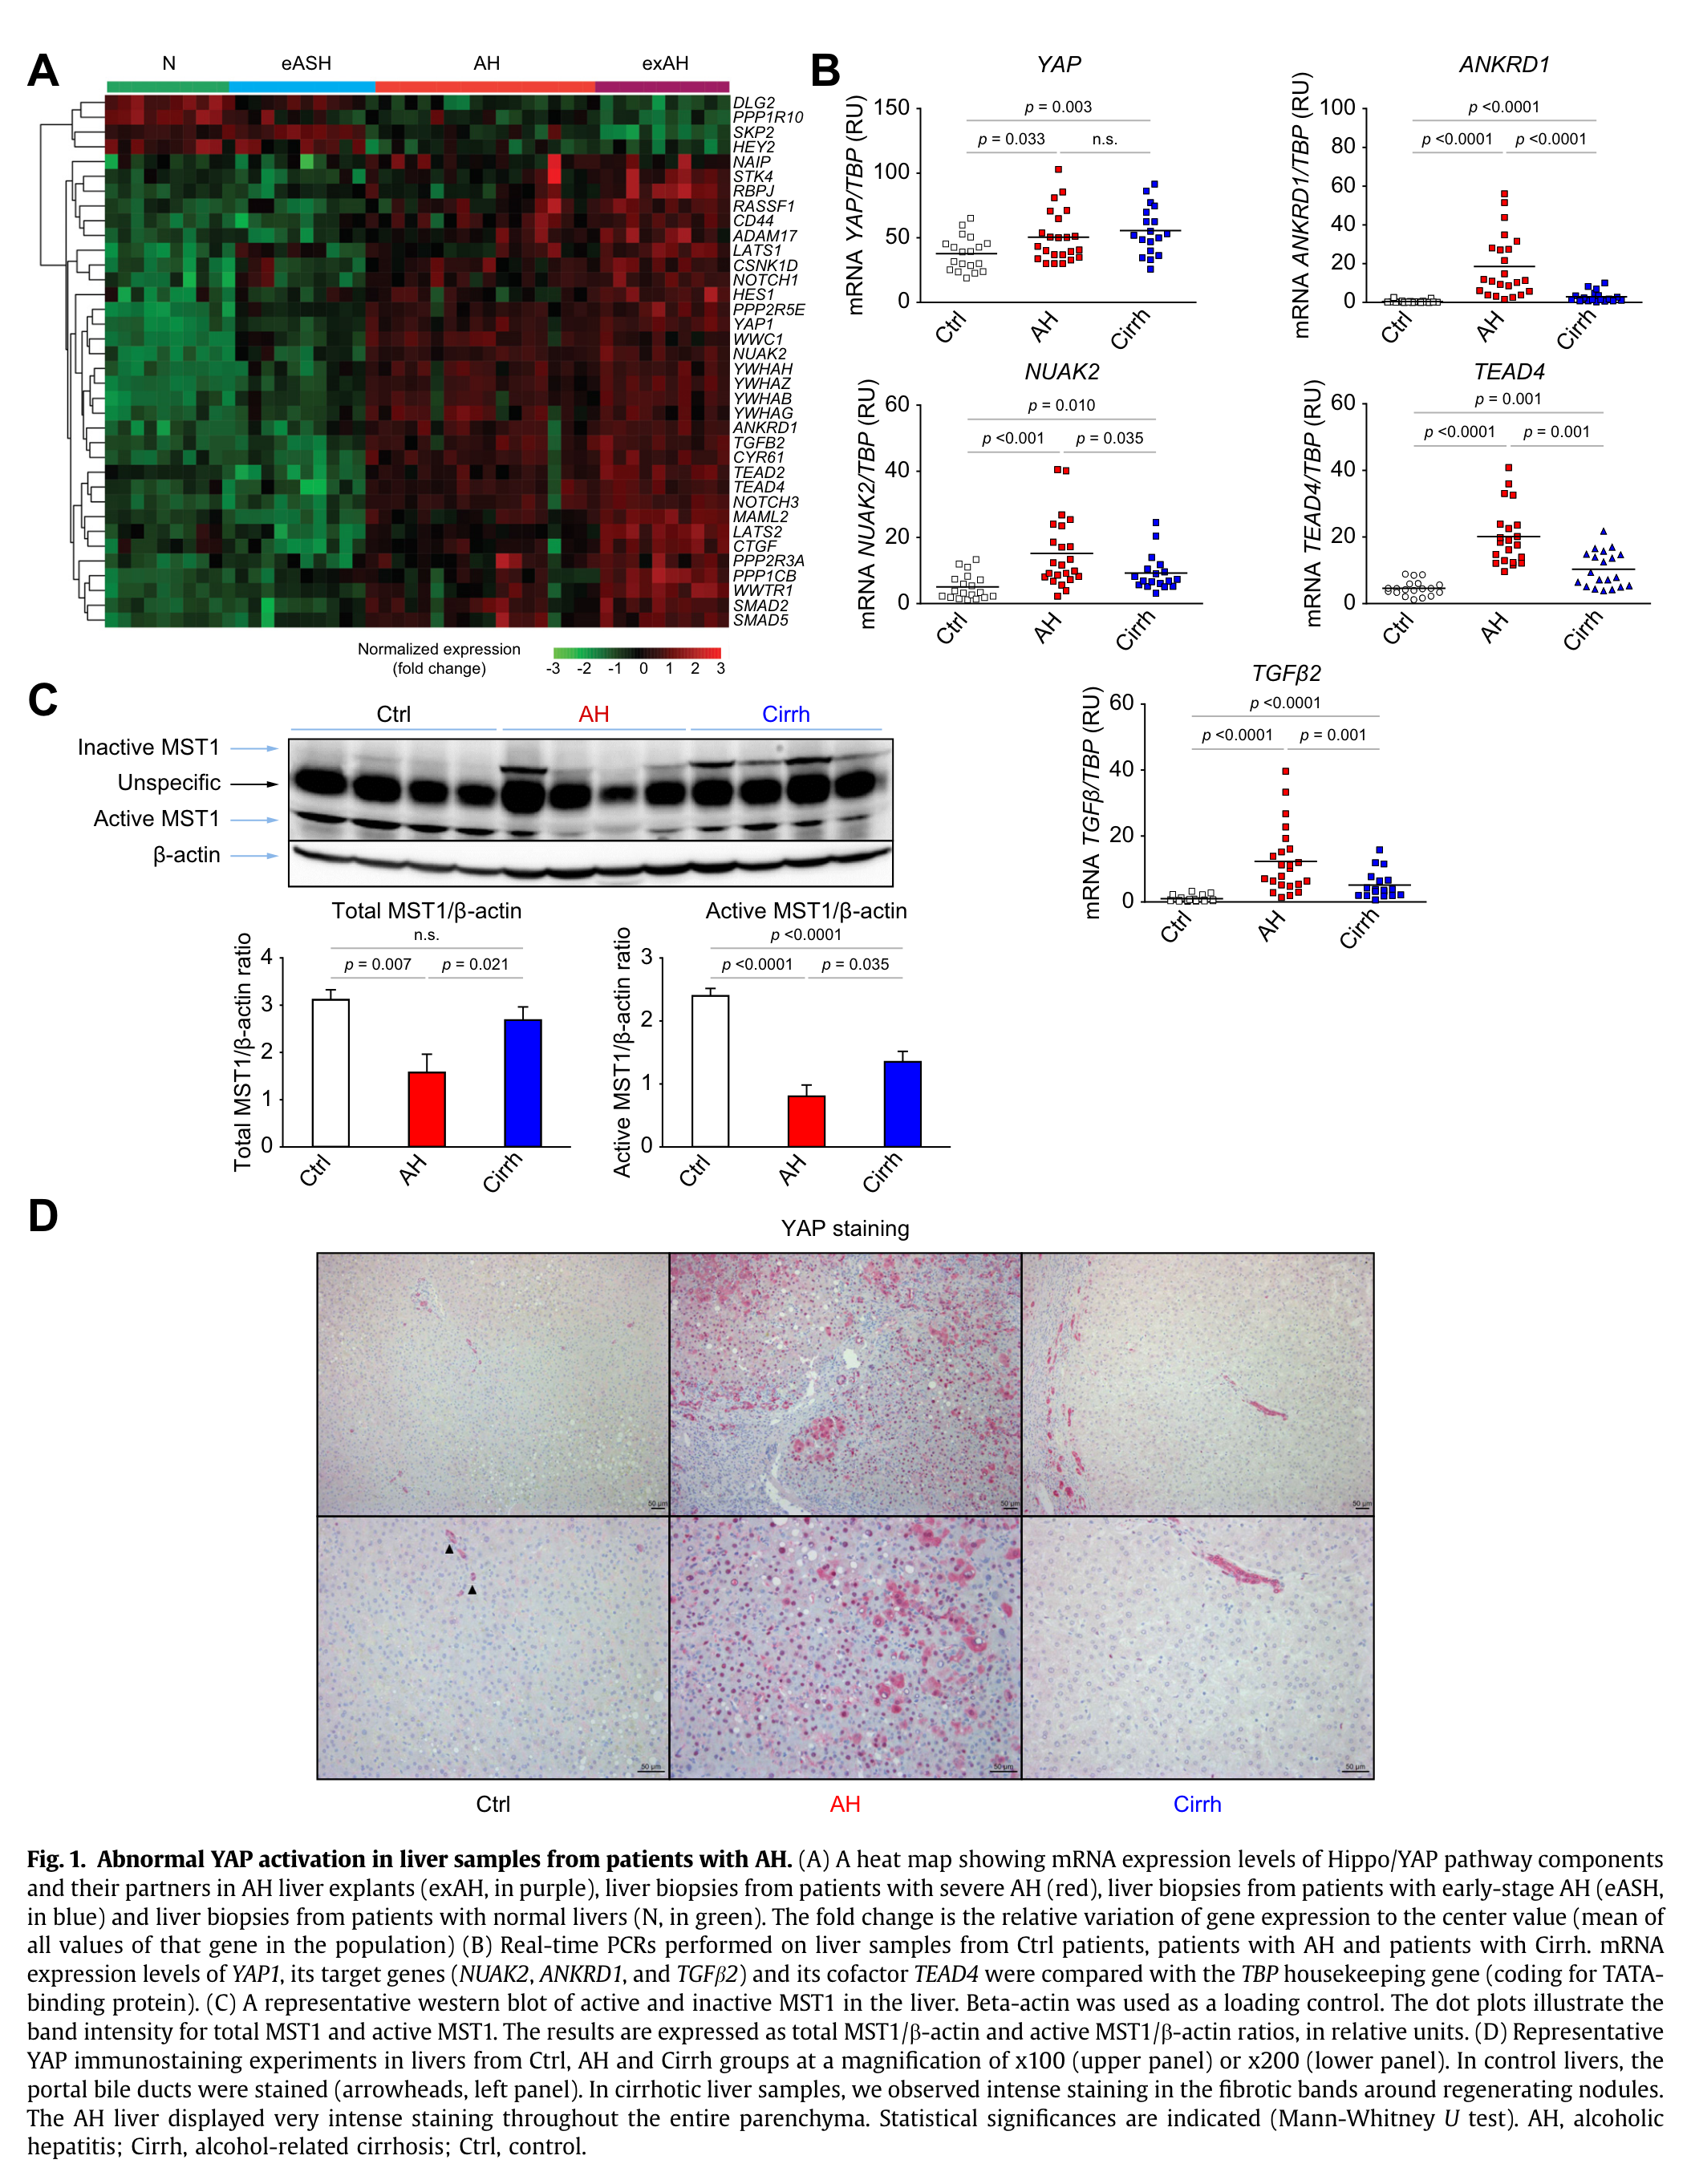 A
N eASH AH exAH
DLG2
PPP1R10
SKP2
HEY2
NAIP
STK4
RBPJ
RASSF1
CD44
ADAM17
LATS1
CSNK1D
NOTCH1
HES1
PPP2R5E
YAP1
WWC1
NUAK2
YWHAH
YWHAZ
YWHAB
YWHAG
ANKRD1
TGFB2
CYR61
TEAD2
TEAD4
NOTCH3
MAML2
LATS2
CTGF
PPP2R3A
PPP1CB
WWTR1
SMAD2
SMAD5
Normalized expression
(fold change)
-3 -2 -1 0 1 2 3
B
YAP
mRNA YAP/TBP (RU)
150
100
50
0
p = 0.003
p = 0.033 n.s.
Ctrl AH Cirrh
ANKRD1
mRNA ANKRD1/TBP (RU)
100
80
60
40
20
0
p <0.0001
p <0.0001 p <0.0001
Ctrl AH Cirrh
NUAK2
mRNA NUAK2/TBP (RU)
60
40
20
0
p = 0.010
p <0.001 p = 0.035
Ctrl AH Cirrh
TEAD4
mRNA TEAD4/TBP (RU)
60
40
20
0
p = 0.001
p <0.0001 p = 0.001
Ctrl AH Cirrh
TGFβ2
mRNA TGFβ/TBP (RU)
60
40
20
0
p <0.0001
p <0.0001 p = 0.001
Ctrl AH Cirrh
C
Ctrl AH Cirrh
Inactive MST1
Unspecific
Active MST1
β-actin
Total MST1/β-actin
Total MST1/β-actin ratio
4
3
2
1
0
n.s.
p = 0.007 p = 0.021
Ctrl AH Cirrh
Active MST1/β-actin
Active MST1/β-actin ratio
3
2
1
0
p <0.0001
p <0.0001 p = 0.035
Ctrl AH Cirrh
D
YAP staining
50 µm 50 µm 50 µm
50 µm 50 µm 50 µm
Ctrl AH Cirrh
Fig. 1. Abnormal YAP activation in liver samples from patients with AH. (A) A heat map showing mRNA expression levels of Hippo/YAP pathway components
and their partners in AH liver explants (exAH, in purple), liver biopsies from patients with severe AH (red), liver biopsies from patients with early-stage AH (eASH,
in blue) and liver biopsies from patients with normal livers (N, in green). The fold change is the relative variation of gene expression to the center value (mean of
all values of that gene in the population) (B) Real-time PCRs performed on liver samples from Ctrl patients, patients with AH and patients with Cirrh. mRNA
expression levels of YAP1, its target genes (NUAK2, ANKRD1, and TGFβ2) and its cofactor TEAD4 were compared with the TBP housekeeping gene (coding for TATA-
binding protein). (C) A representative western blot of active and inactive MST1 in the liver. Beta-actin was used as a loading control. The dot plots illustrate the
band intensity for total MST1 and active MST1. The results are expressed as total MST1/β-actin and active MST1/β-actin ratios, in relative units. (D) Representative
YAP immunostaining experiments in livers from Ctrl, AH and Cirrh groups at a magnification of x100 (upper panel) or x200 (lower panel). In control livers, the
portal bile ducts were stained (arrowheads, left panel). In cirrhotic liver samples, we observed intense staining in the fibrotic bands around regenerating nodules.
The AH liver displayed very intense staining throughout the entire parenchyma. Statistical significances are indicated (Mann-Whitney U test). AH, alcoholic
hepatitis; Cirrh, alcohol-related cirrhosis; Ctrl, control.